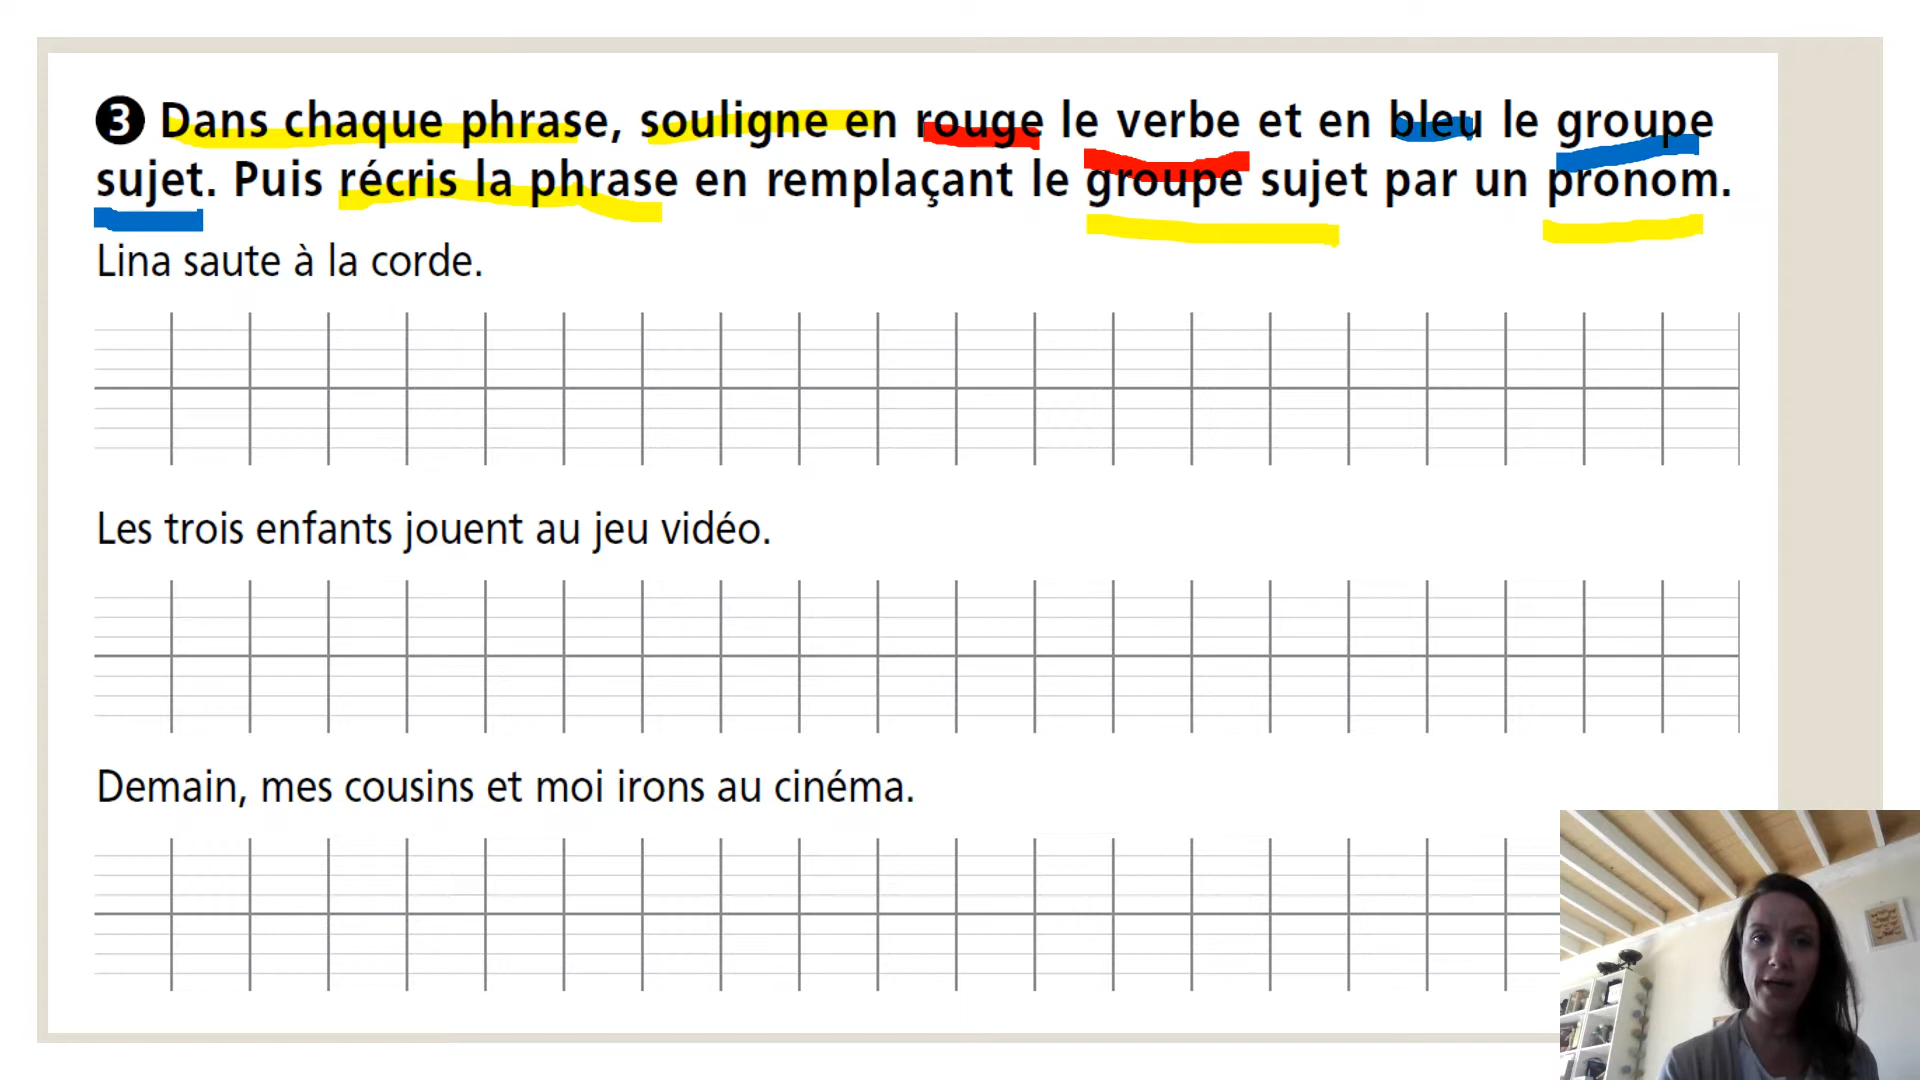 3 Dans chaque phrase, souligne en rouge le verbe et en bleu le groupe
sujet. Puis récris la phrase en remplaçant le groupe sujet par un pronom.
Lina saute à la corde.
Les trois enfants jouent au jeu vidéo.
Demain, mes cousins et moi irons au cinéma.